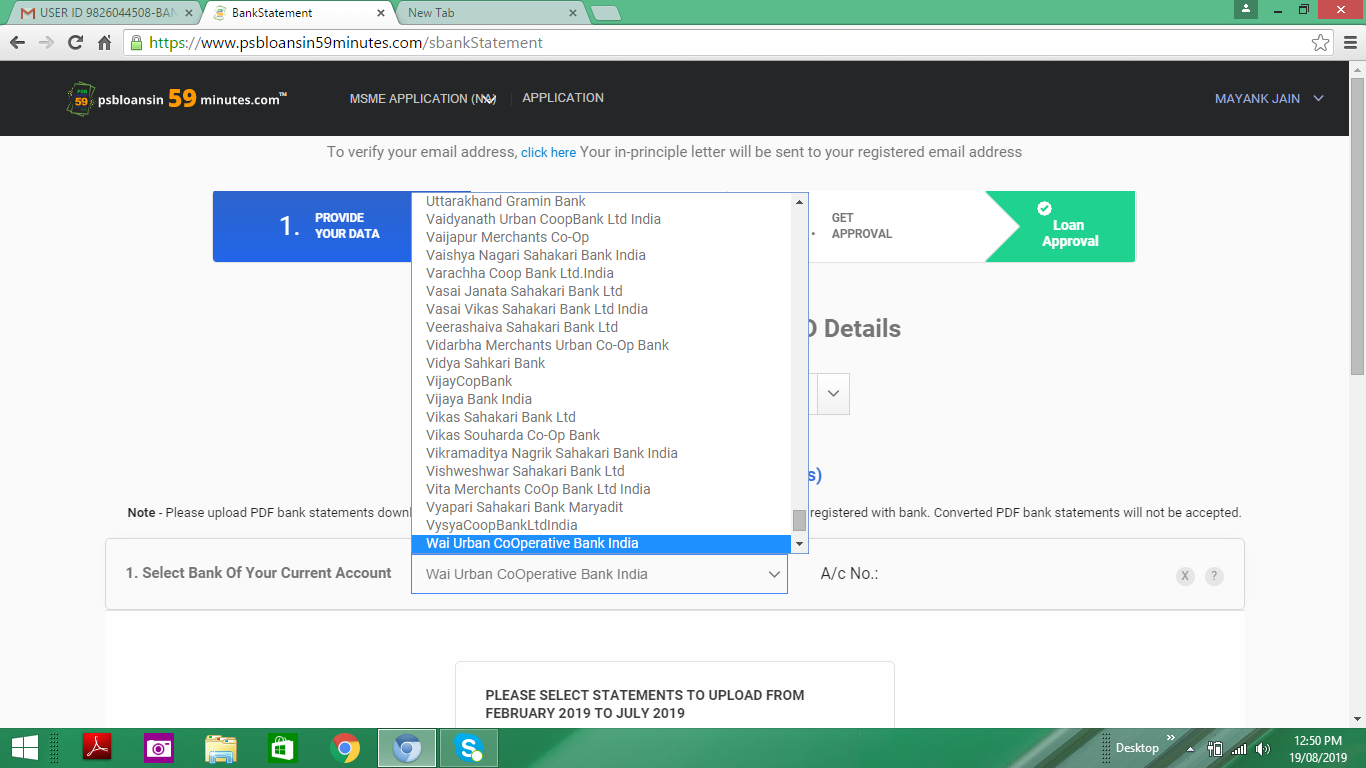 USER ID 9826044508-BAN
BankStatement
New Tab
https://www.psbloansin59minutes.com/sbankStatement
PSB
59
psbloansin 59 minutes.com™
MSME APPLICATION
APPLICATION
MAYANK JAIN
To verify your email address, click here Your in-principle letter will be sent to your registered email address
1. PROVIDE
YOUR DATA
GET
APPROVAL
Loan
Approval
D Details
s)
Uttarakhand Gramin Bank
Vaidyanath Urban CoopBank Ltd India
Vaijapur Merchants Co-Op
Vaishya Nagari Sahakari Bank India
Varachha Coop Bank Ltd.India
Vasai Janata Sahakari Bank Ltd
Vasai Vikas Sahakari Bank Ltd India
Veerashaiva Sahakari Bank Ltd
Vidarbha Merchants Urban Co-Op Bank
Vidya Sahkari Bank
VijayCopBank
Vijaya Bank India
Vikas Sahakari Bank Ltd
Vikas Souharda Co-Op Bank
Vikramaditya Nagrik Sahakari Bank India
Vishweshwar Sahakari Bank Ltd
Vita Merchants CoOp Bank Ltd India
Vyapari Sahakari Bank Maryadit
VysyaCoopBankLtdIndia
Wai Urban CoOperative Bank India
Note - Please upload PDF bank statements downl registered with bank. Converted PDF bank statements will not be accepted.
1. Select Bank Of Your Current Account
Wai Urban CoOperative Bank India
A/c No.:
X
?
PLEASE SELECT STATEMENTS TO UPLOAD FROM
FEBRUARY 2019 TO JULY 2019
Desktop
12:50 PM
19/08/2019